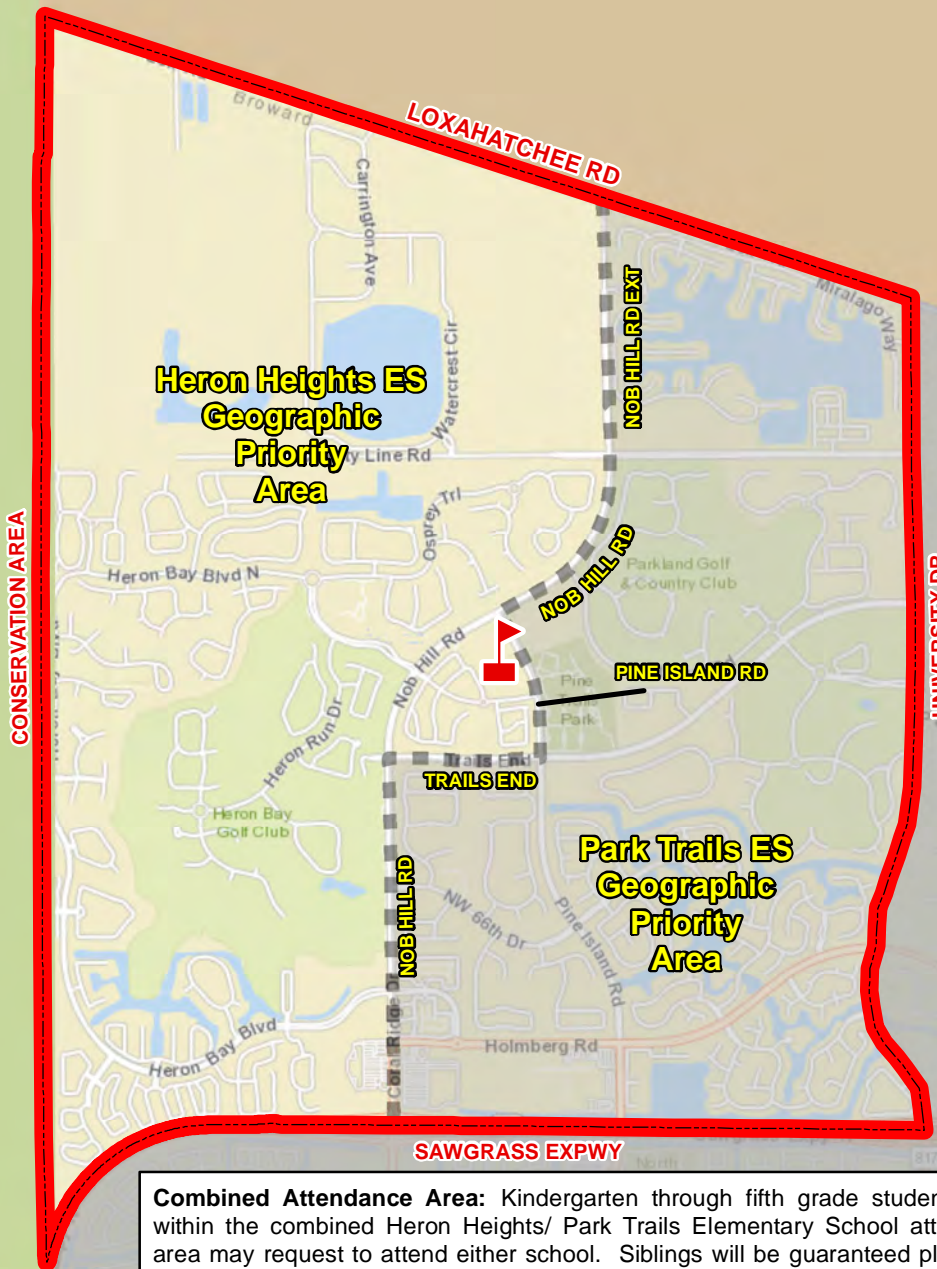 LOXAHATCHEE RD
Broward
Carrington Ave
Miralago Way
NOB HILL RD EXT
Heron Heights ES
Geographic
Priority
Area
Watercrest Cir
Line Rd
Osprey Trl
CONSERVATION AREA
Heron Bay Blvd N
NOB HILL RD
Parkland Golf
& Country Club
UNIVERSITY DR
Nob Hill Rd
PINE ISLAND RD
Pine
Park
Heron Run Dr
Trails End
TRAILS END
Heron Bay
Golf Club
Park Trails ES
Geographic
Priority
Area
NOB HILL RD
NW 66th Dr
Pine Island Rd
Heron Bay Blvd
Coral Ridge Dr
Holmberg Rd
SAWGRASS EXPWY
North
817
Combined Attendance Area: Kindergarten through fifth grade studen
within the combined Heron Heights/ Park Trails Elementary School att
area may request to attend either school. Siblings will be guaranteed pl